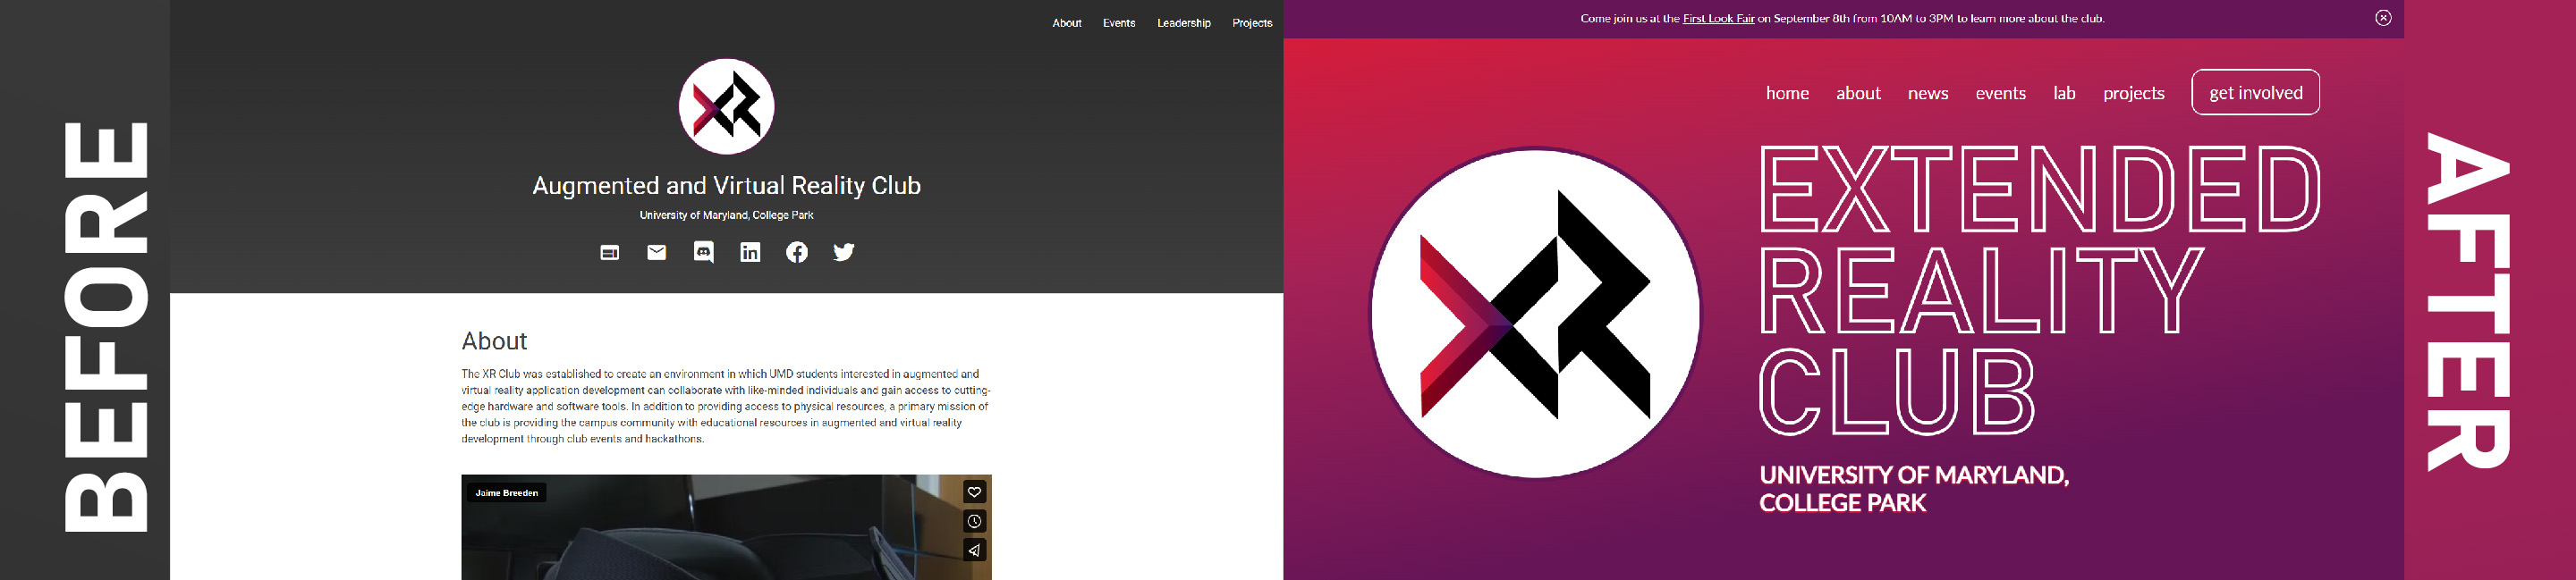 BEFORE
About Events Leadership Projects
XR
Augmented and Virtual Reality Club
University of Maryland, College Park
About
The XR Club was established to create an environment in which UMD students interested in augmented and
virtual reality application development can collaborate with like-minded individuals and gain access to cutting-
edge hardware and software tools. In addition to providing access to physical resources, a primary mission of
the club is providing the campus community with educational resources in augmented and virtual reality
development through club events and hackathons.
Jaime Breeden
Come join us at the First Look Fair on September 8th from 10AM to 3PM to learn more about the club.
home about news events lab projects get involved
XR
EXTENDED
REALITY
CLUB
UNIVERSITY OF MARYLAND,
COLLEGE PARK
AFTER